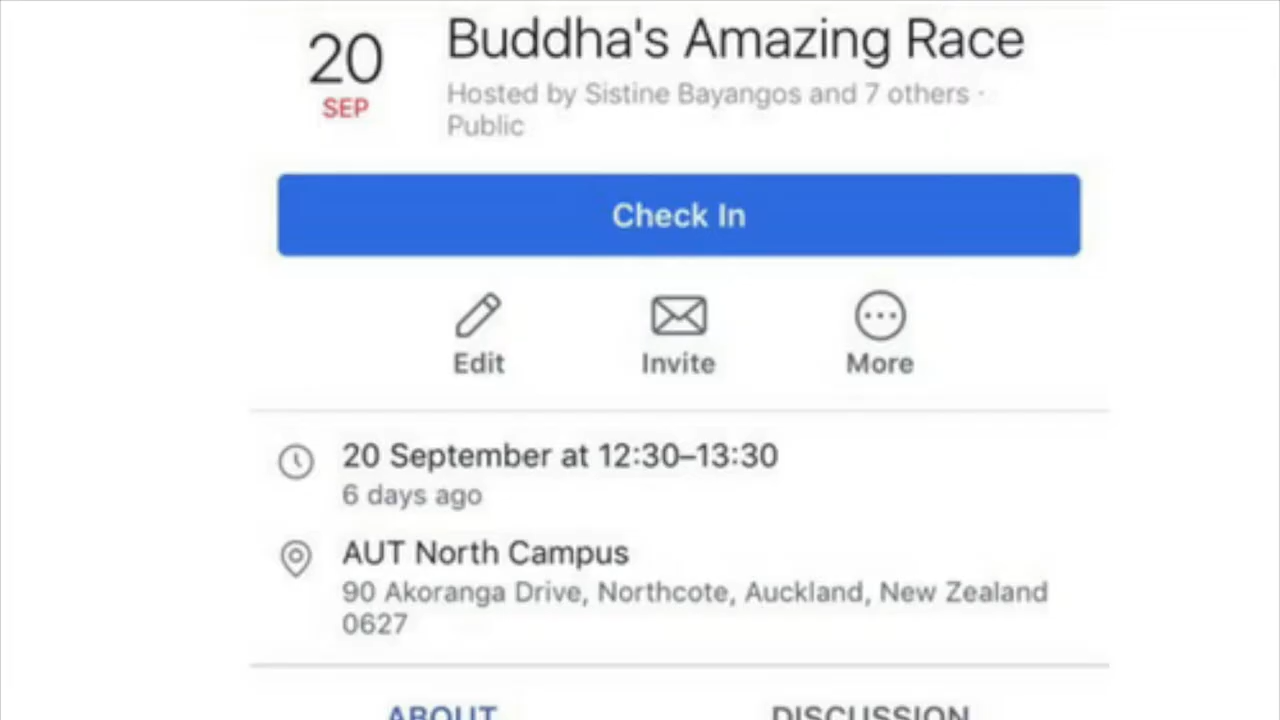 20
SEP
Buddha's Amazing Race
Hosted by Sistine Bayangos and 7 others ·
Public
Check In
Edit
Invite
More
20 September at 12:30–13:30
6 days ago
AUT North Campus
90 Akoranga Drive, Northcote, Auckland, New Zealand
0627
ABOUT
DISCUSSION